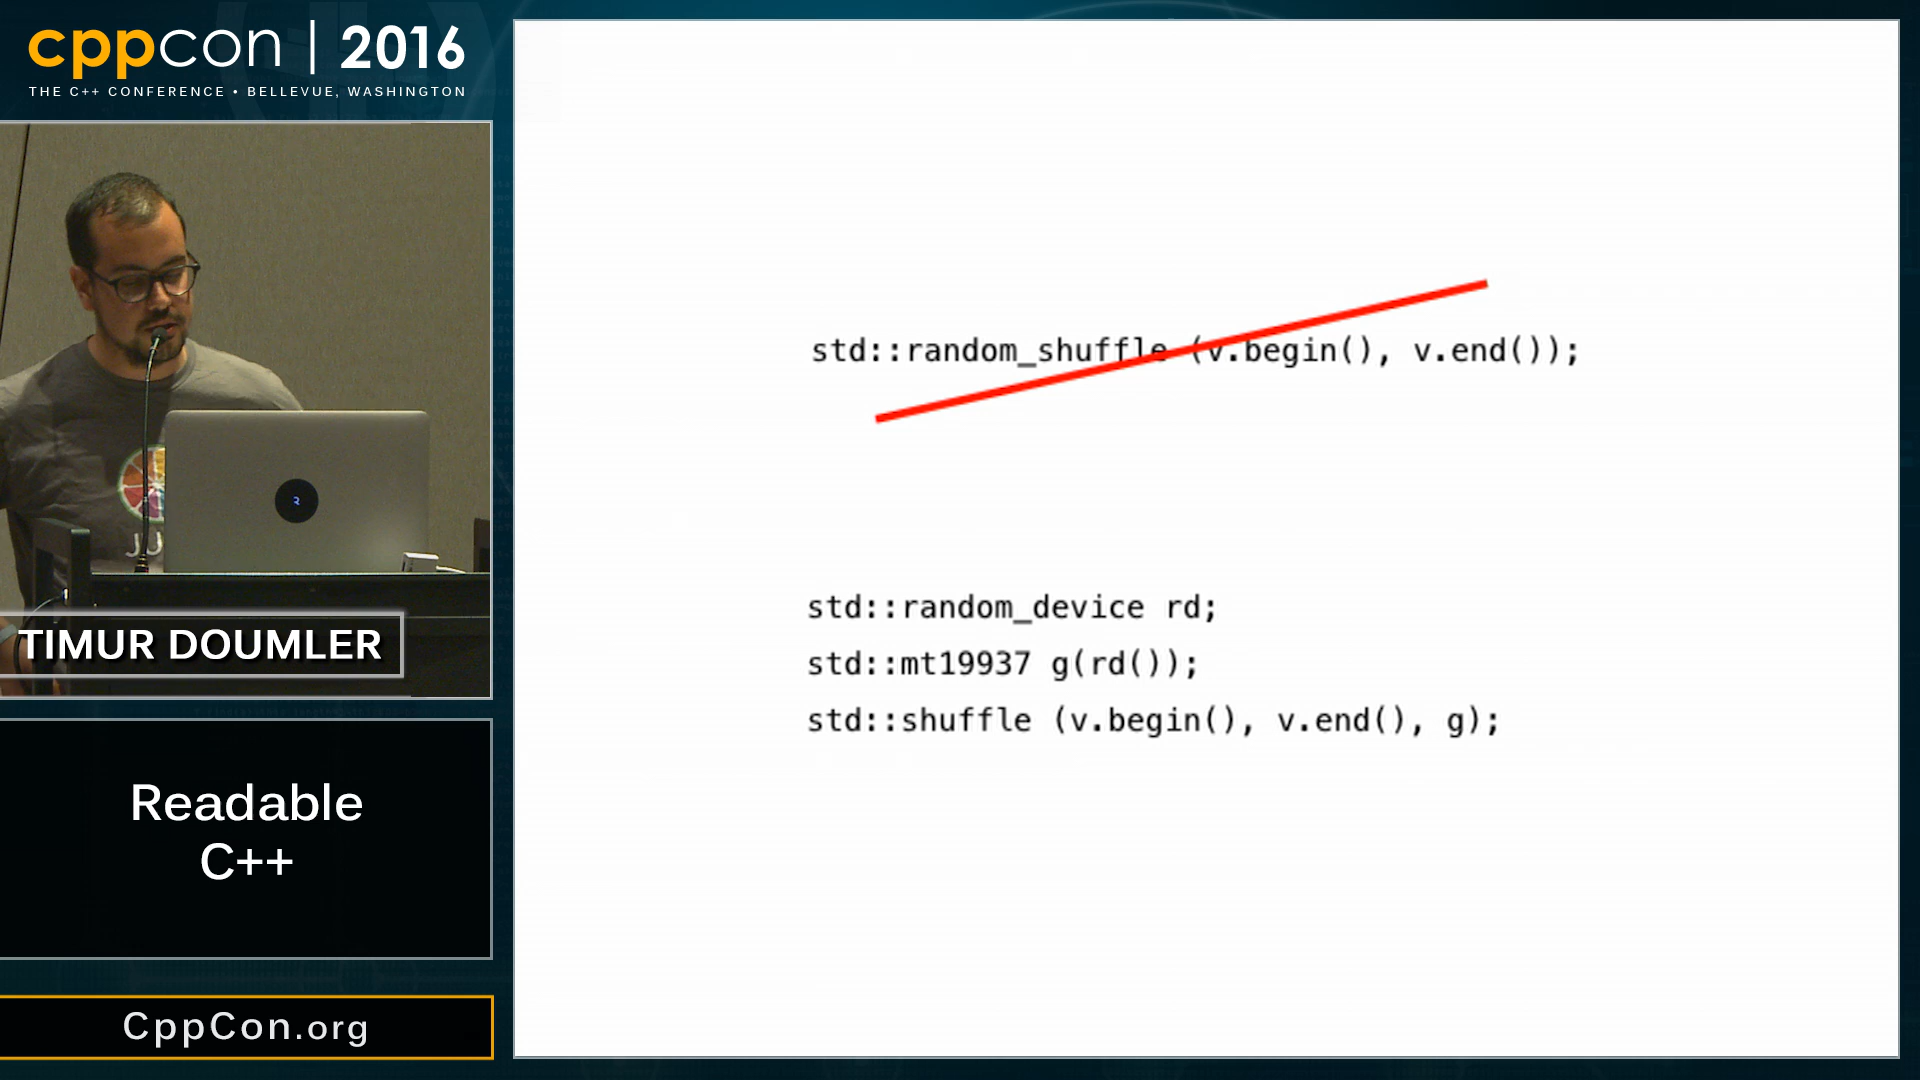 cppcon | 2016
THE C++ CONFERENCE • BELLEVUE, WASHINGTON
JU
TIMUR DOUMLER
Readable
C++
CppCon.org
std::random_shuffle (v.begin(), v.end());
std::random_device rd;
std::mt19937 g(rd());
std::shuffle (v.begin(), v.end(), g);